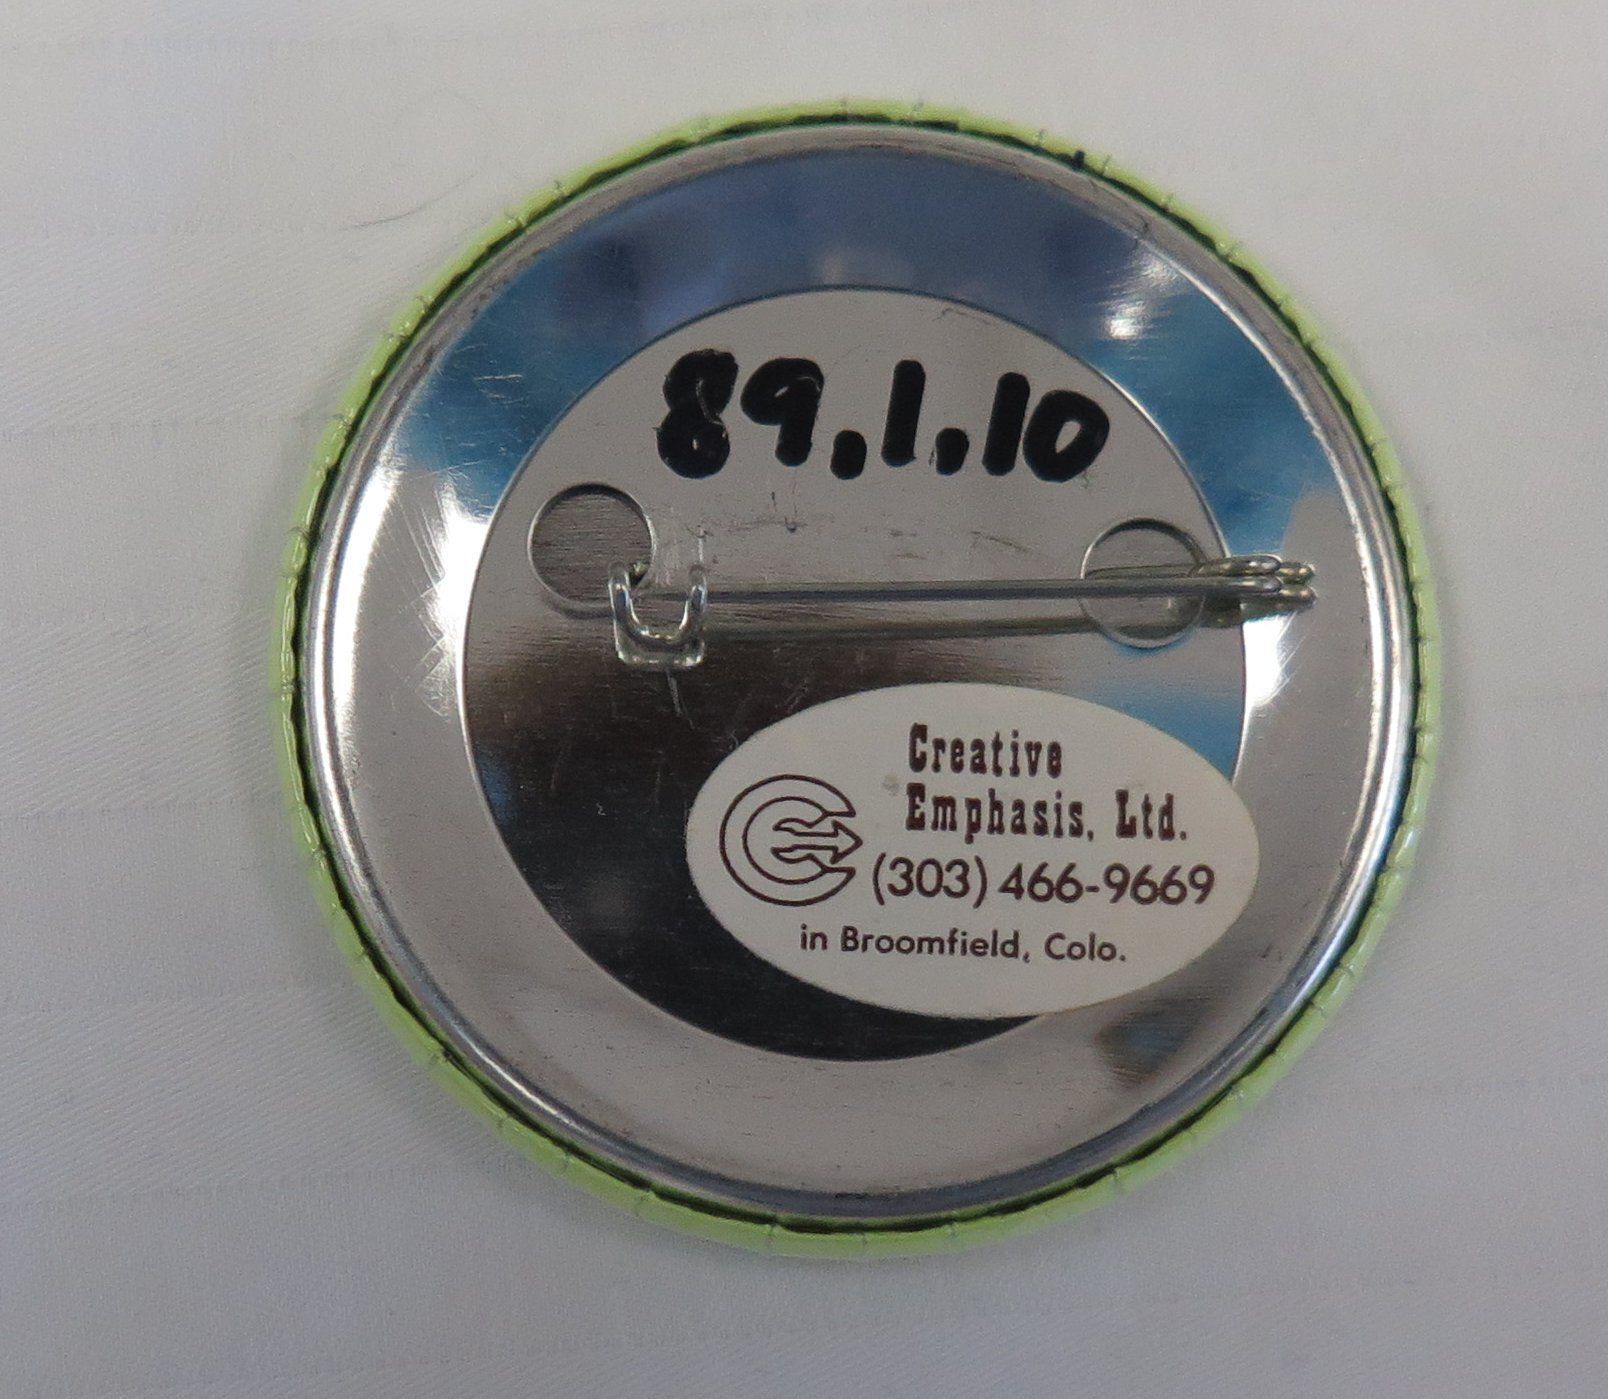 89.1.10
Creative
Emphasis, Ltd.
(303) 466-9669
in Broomfield, Colo.